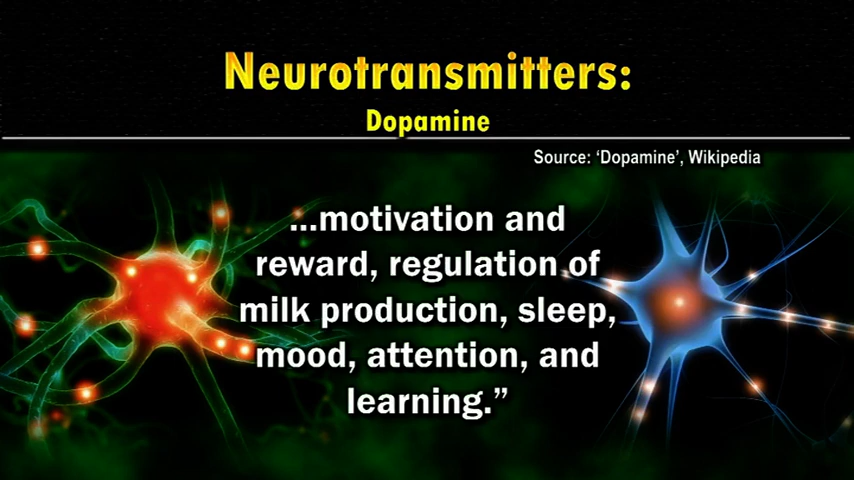 Neurotransmitters:
Dopamine
Source: ‘Dopamine’, Wikipedia
...motivation and
reward, regulation of
milk production, sleep,
mood, attention, and
learning.”